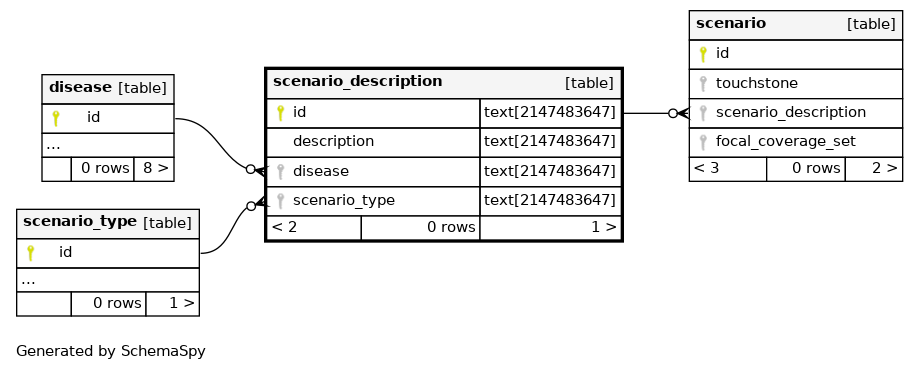 scenario [table]
id
touchstone
scenario_description
focal_coverage_set
< 3 0 rows 2 >
disease [table]
id
...
0 rows 8 >
scenario_description [table]
id text[2147483647]
description text[2147483647]
disease text[2147483647]
scenario_type text[2147483647]
< 2 0 rows 1 >
scenario_type [table]
id
...
0 rows 1 >
Generated by SchemaSpy